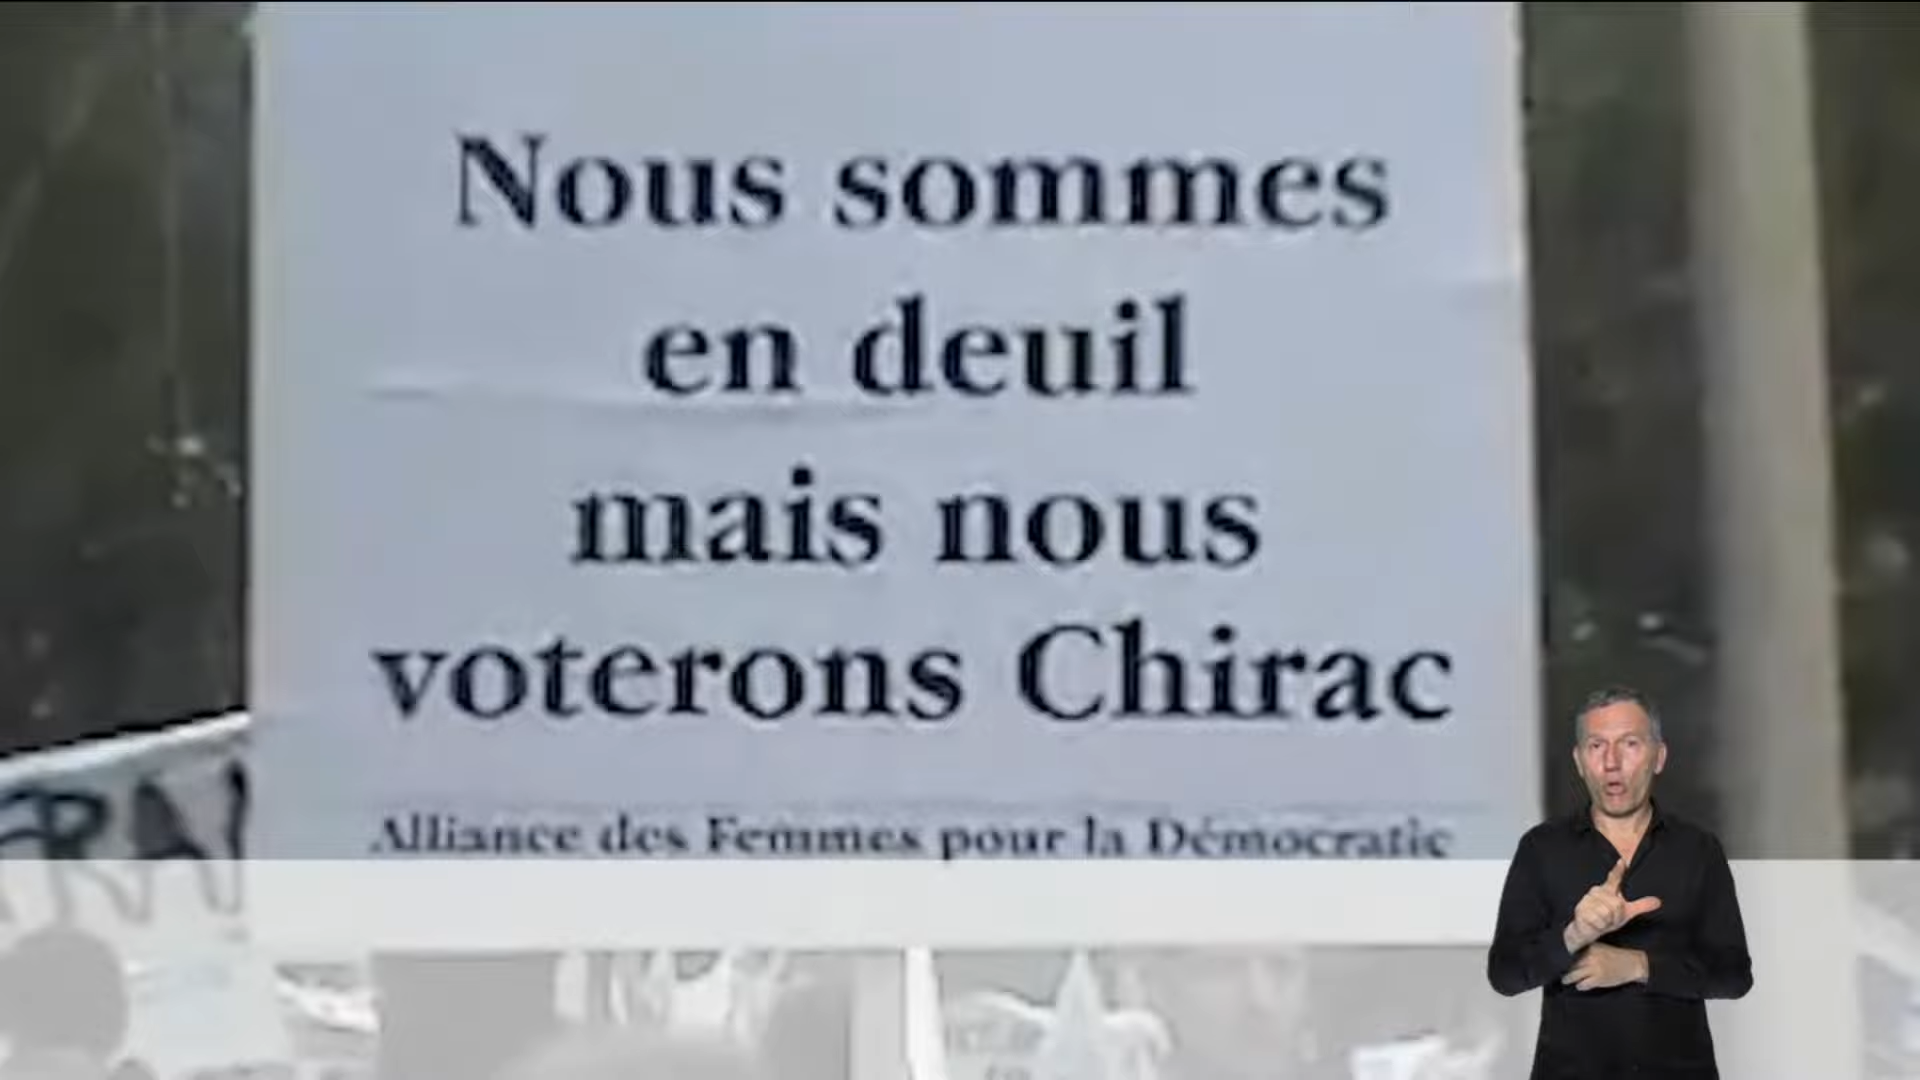 Nous sommes
en deuil
mais nous
voterons Chirac
Alliance des Femmes pour la Démocratie